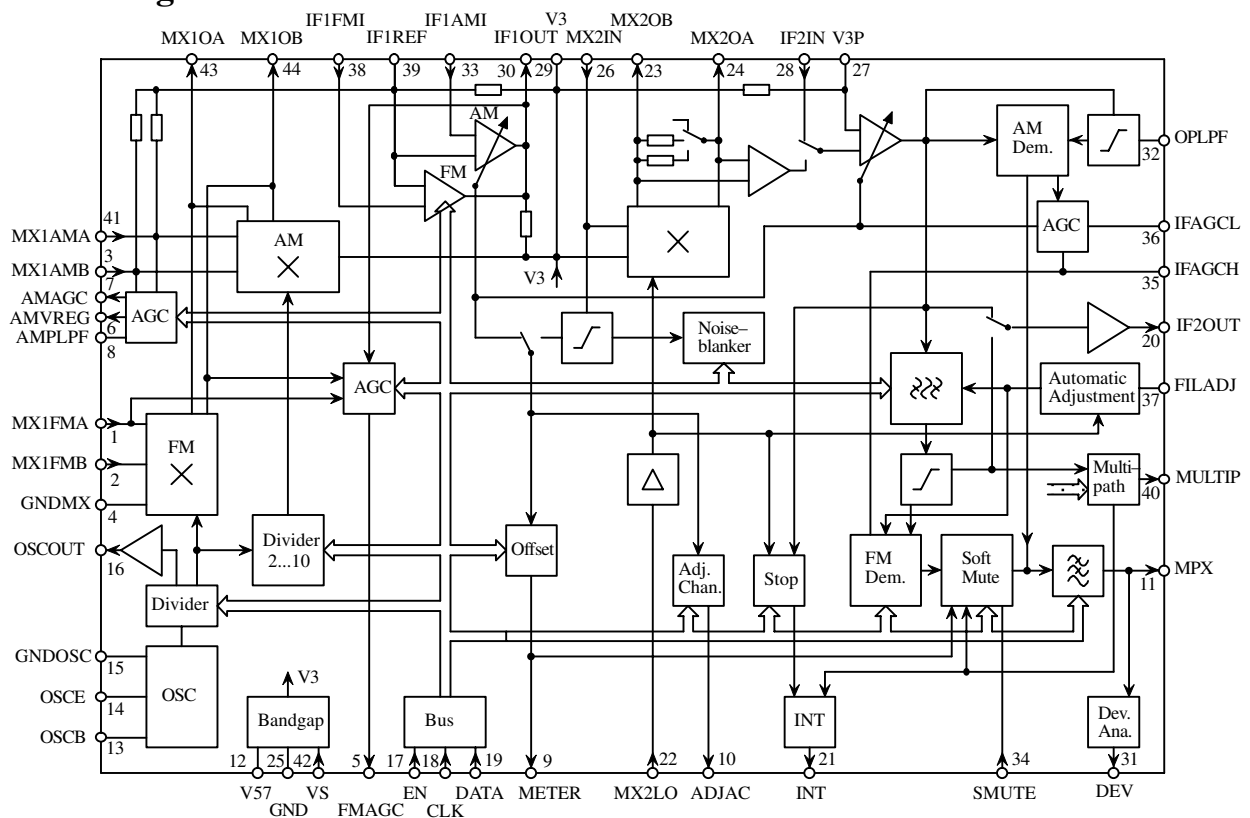 IF1FMI IF1AMI V3 MX2OB
MX1OA MX1OB IF1REF IF1OUT MX2IN MX2OA IF2IN V3P
43 44 38 39 33 30 29 26 23 24 28 27
AM
AM
Dem.
OPLPF
32
FM
41
MX1AMA
AM
AGC
IFAGCL
36
3
MX1AMB
7
V3
IFAGCH
35
AMAGC
AMVREG
AGC
6
AMPLPF
8
Noise–
blanker
IF2OUT
20
AGC
Automatic
Adjustment
FILADJ
37
MX1FMA
1
FM
MX1FMB
2
Multi–
path
MULTIP
40
GNDMX
4
OSCOUT
16
Divider
2...10
Offset
Adj.
Chan.
Stop
FM
Dem.
Soft
Mute
MPX
11
Divider
GNDOSC
15
OSC
V3
OSCE
14
Bandgap
Bus
INT
Dev.
Ana.
OSCB
13
12 25 42 5 17 18 19 9 22 10 21 34 31
V57 VS EN DATA METER MX2LO ADJAC INT SMUTE DEV
GND FMAGC CLK